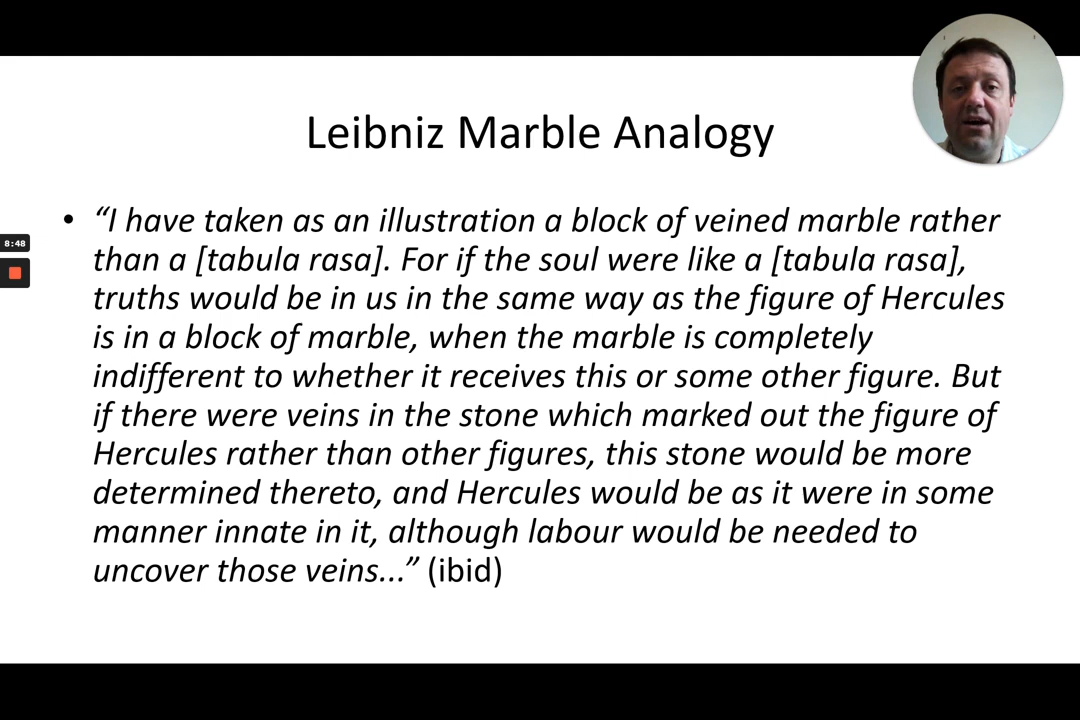 Leibniz Marble Analogy
• “I have taken as an illustration a block of veined marble rather
than a [tabula rasa]. For if the soul were like a [tabula rasa],
truths would be in us in the same way as the figure of Hercules
is in a block of marble, when the marble is completely
indifferent to whether it receives this or some other figure. But
if there were veins in the stone which marked out the figure of
Hercules rather than other figures, this stone would be more
determined thereto, and Hercules would be as it were in some
manner innate in it, although labour would be needed to
uncover those veins...” (ibid)
8:48